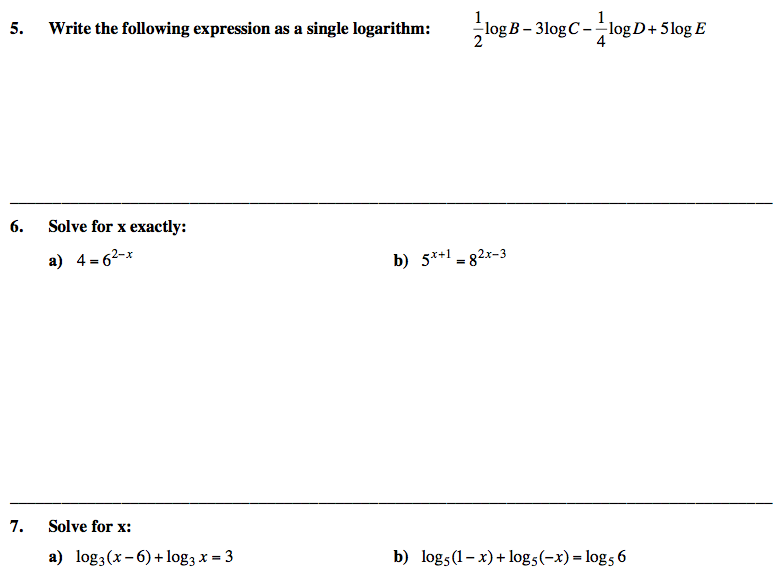 5. Write the following expression as a single logarithm: $\frac{1}{2}\log B - 3\log C - \frac{1}{4}\log D + 5\log E$
6. Solve for x exactly:
a) $4 = 6^{2-x}$ b) $5^{x+1} = 8^{2x-3}$
7. Solve for x:
a) $\log_3(x-6) + \log_3 x = 3$ b) $\log_5(1-x) + \log_5(-x) = \log_5 6$